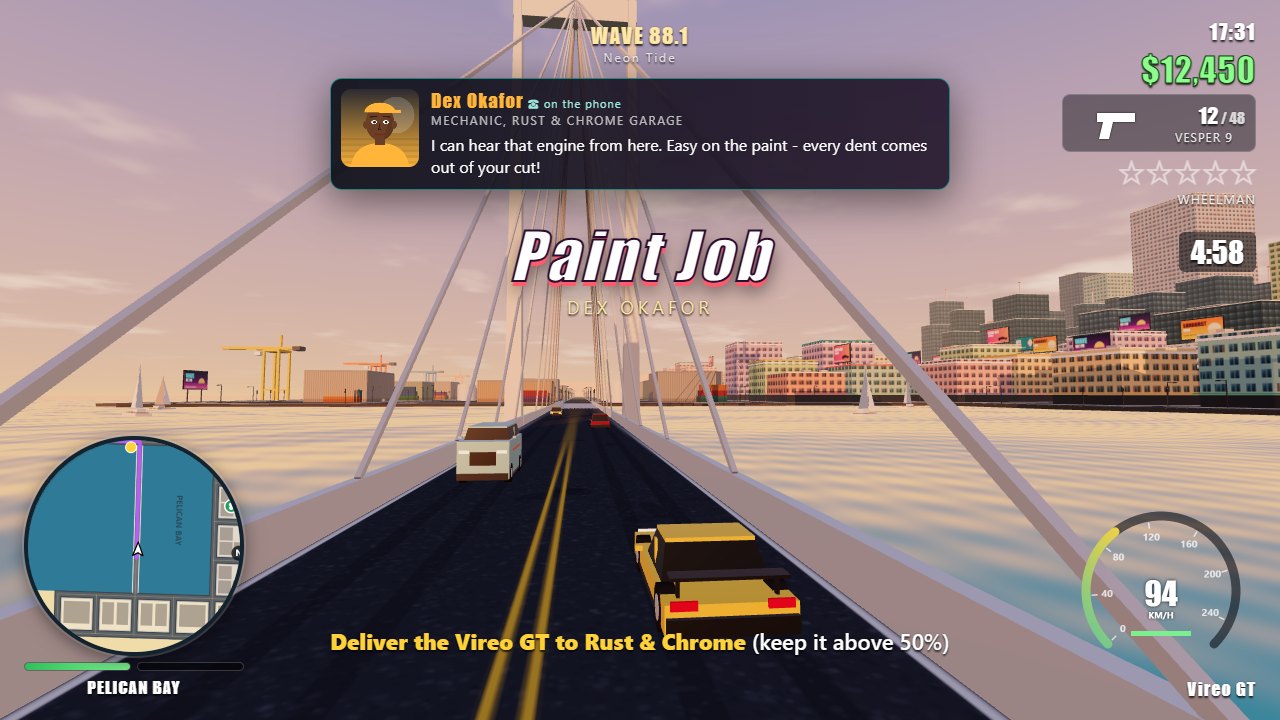 WAVE 88.1
Neon Tide
17:31
$12,450
Dex Okafor ☎ on the phone
MECHANIC, RUST & CHROME GARAGE
I can hear that engine from here. Easy on the paint - every dent comes
out of your cut!
12 / 48
VESPER 9
WHEELMAN
4:58
Paint Job
DEX OKAFOR
PELICAN BAY
N
0
40
80
120
160
200
240
94
KM/H
Deliver the Vireo GT to Rust & Chrome (keep it above 50%)
PELICAN BAY
Vireo GT